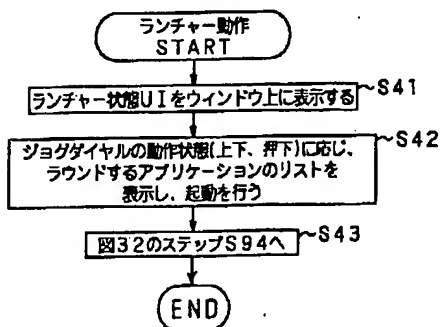 ランチャー動作
START
ランチャー状態UIをウィンドウ上に表示する
~S41
ジョグダイヤルの動作状態(上下、押下)に応じ、
ラウンドするアプリケーションのリストを
表示し、起動を行う
~S42
図32のステップS94へ
~S43
END